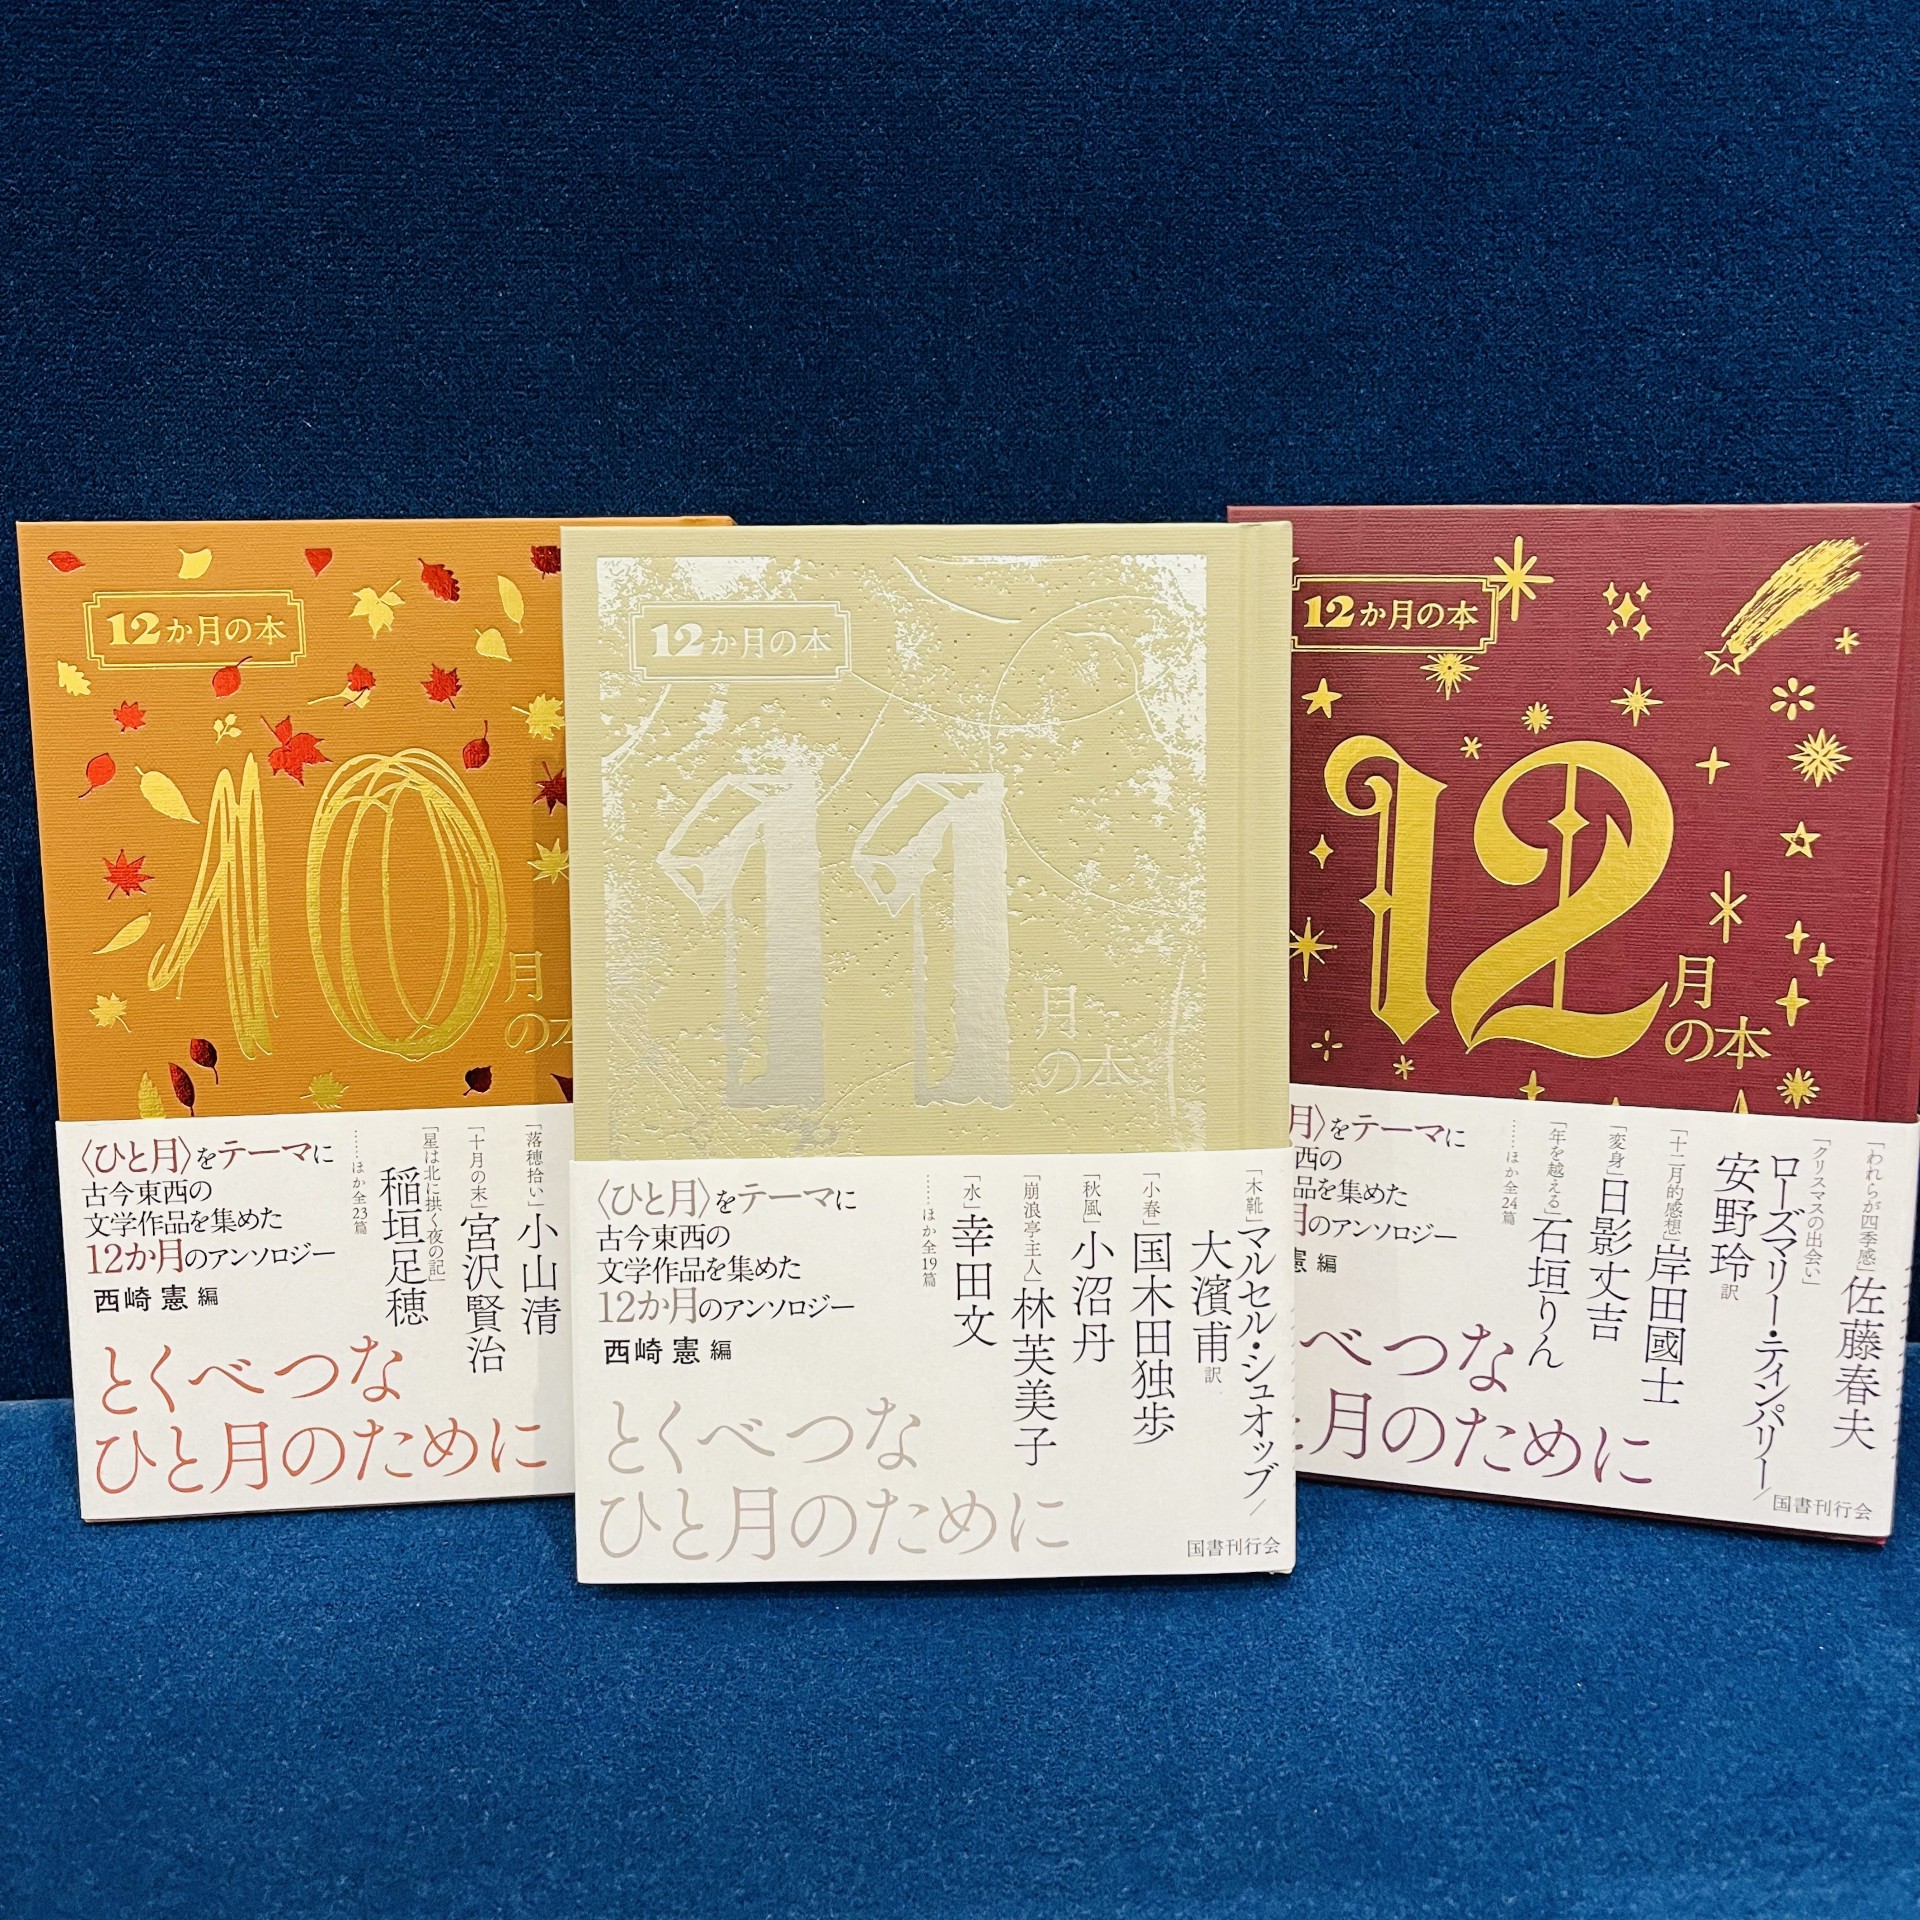 12か月の本
10
月
の本
〈ひと月〉をテーマに
古今東西の
文学作品を集めた
12か月のアンソロジー
西崎憲 編
「落穂拾い」小山清
「十月の末」宮沢賢治
「星は北に拱く夜の記」
稲垣足穂
……ほか全23篇
とくべつな
ひと月のために
12か月の本
11
月
の本
〈ひと月〉をテーマに
古今東西の
文学作品を集めた
12か月のアンソロジー
西崎憲 編
「木靴」マルセル・シュオッブ/
大濱甫 訳
「小春」国木田独歩
「秋風」小沼丹
「崩浪亭主人」林芙美子
「水」幸田文
……ほか全19篇
とくべつな
ひと月のために
国書刊行会
12か月の本
12
月
の本
月〉をテーマに
西の
品を集めた
月のアンソロジー
憲 編
「われらが四季感」佐藤春夫
「クリスマスの出会い」
ローズマリー・ティンパリー/
安野玲 訳
「十二月的感想」岸田國士
「変身」日影丈吉
「年を越える」石垣りん
……ほか全24篇
べつな
と月のために
国書刊行会